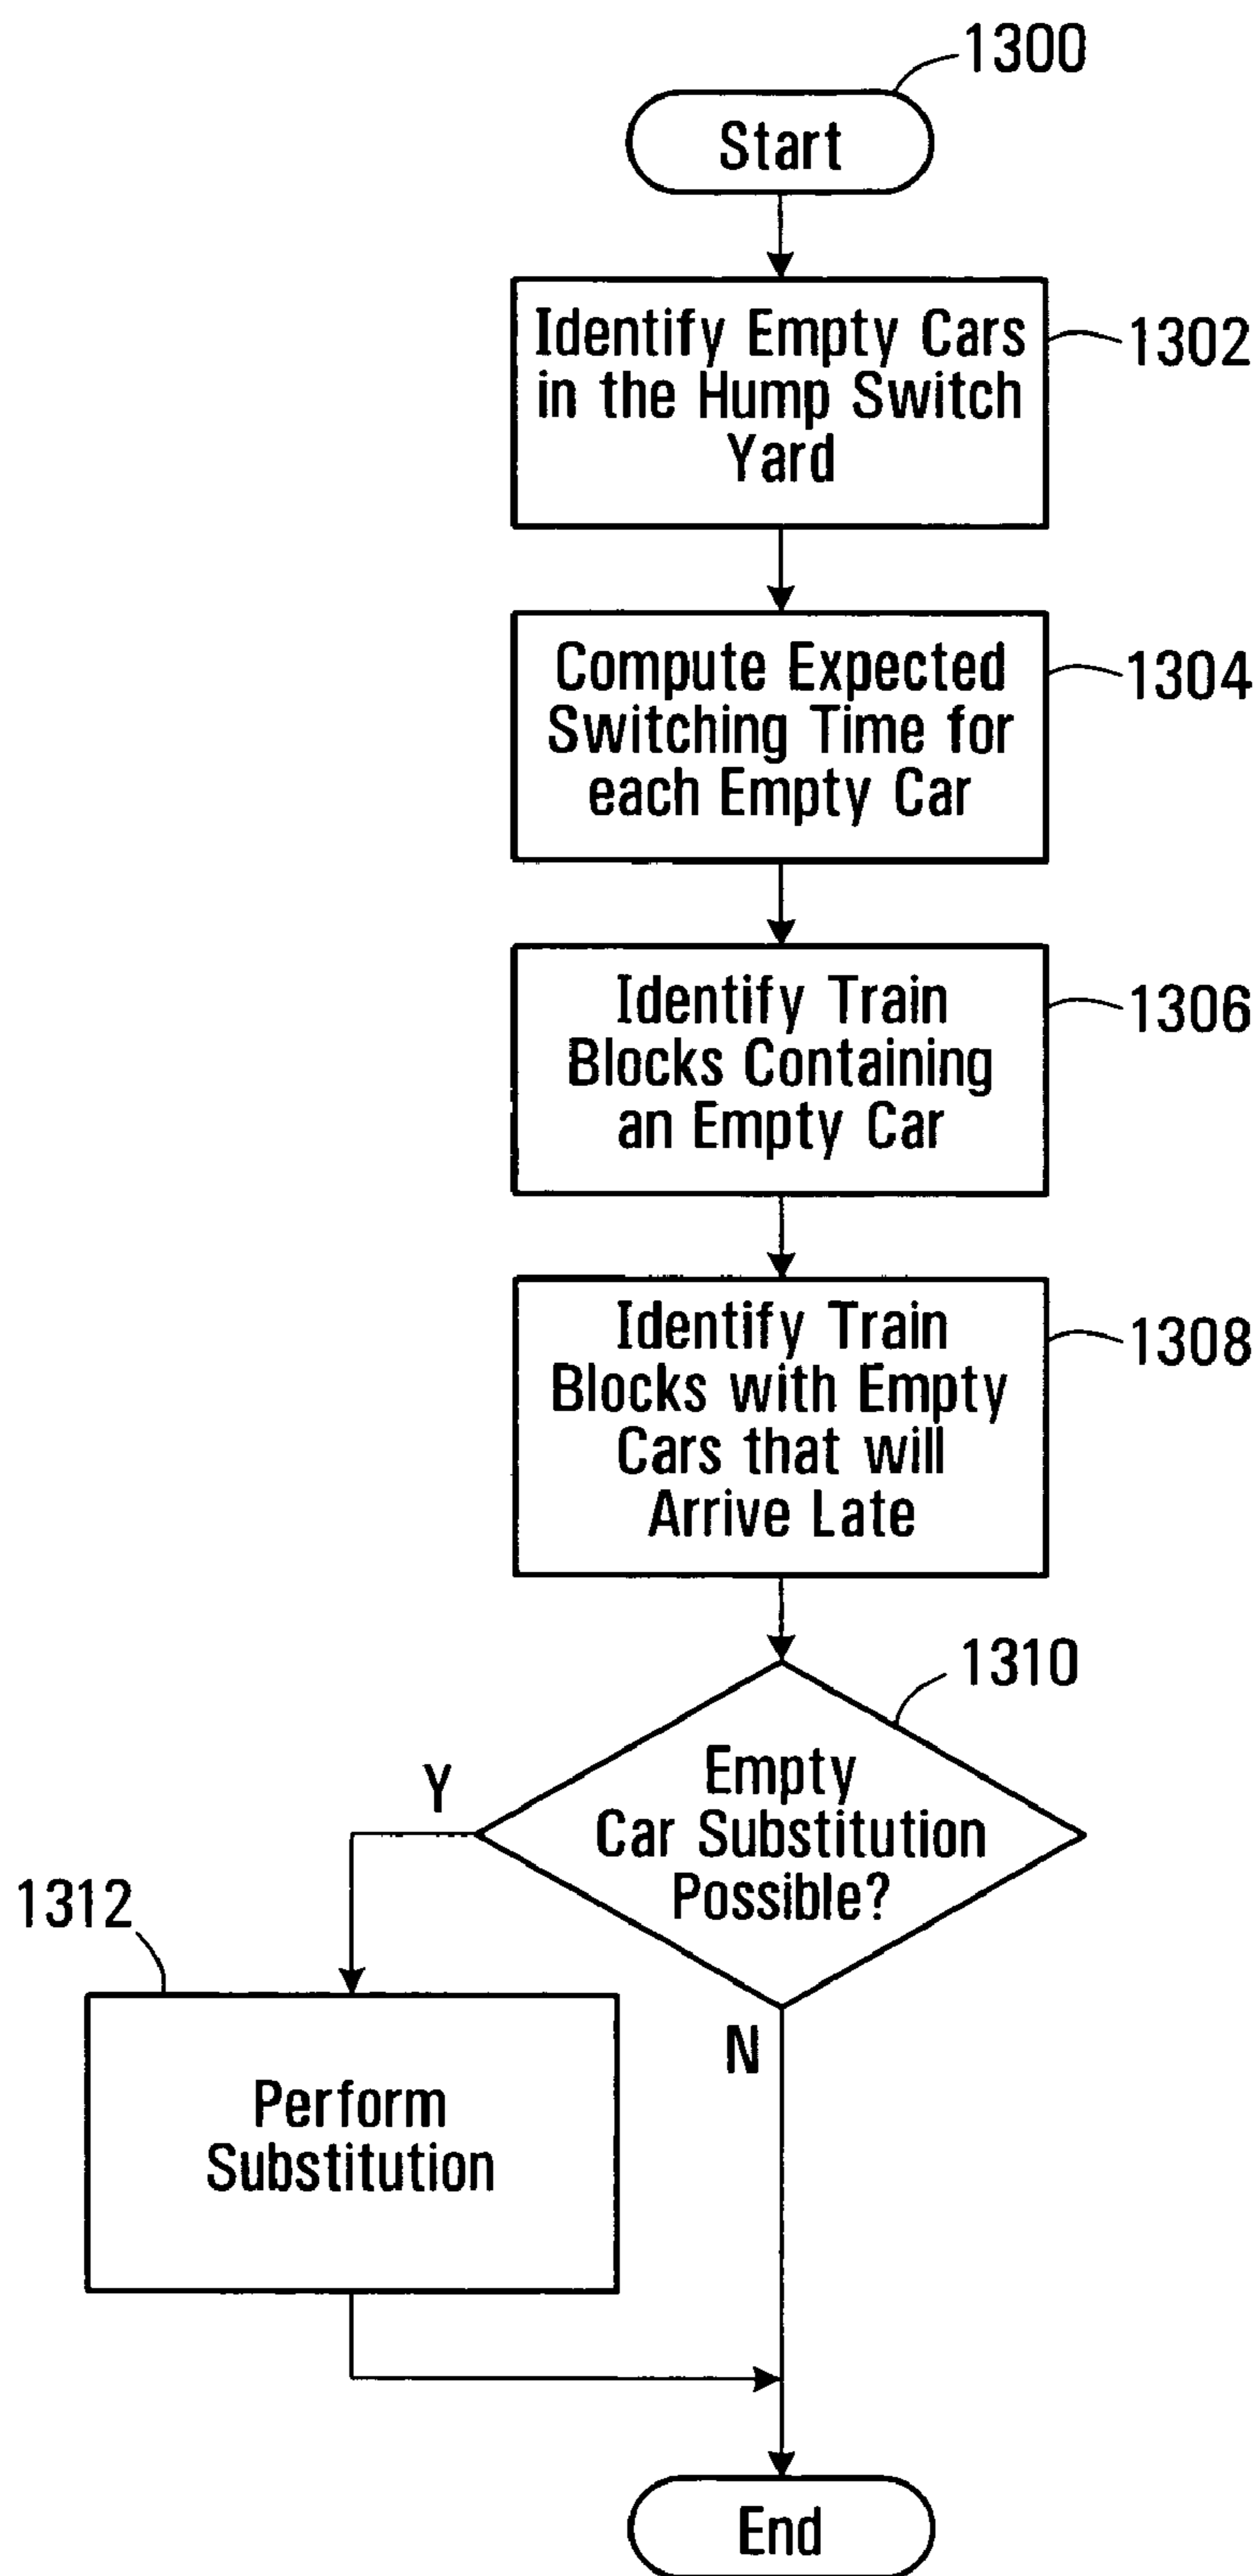 1300
Start
Identify Empty Cars
in the Hump Switch
Yard
1302
Compute Expected
Switching Time for
each Empty Car
1304
Identify Train
Blocks Containing
an Empty Car
1306
Identify Train
Blocks with Empty
Cars that will
Arrive Late
1308
1310
Empty
Car Substitution
Possible?
Y
N
1312
Perform
Substitution
End